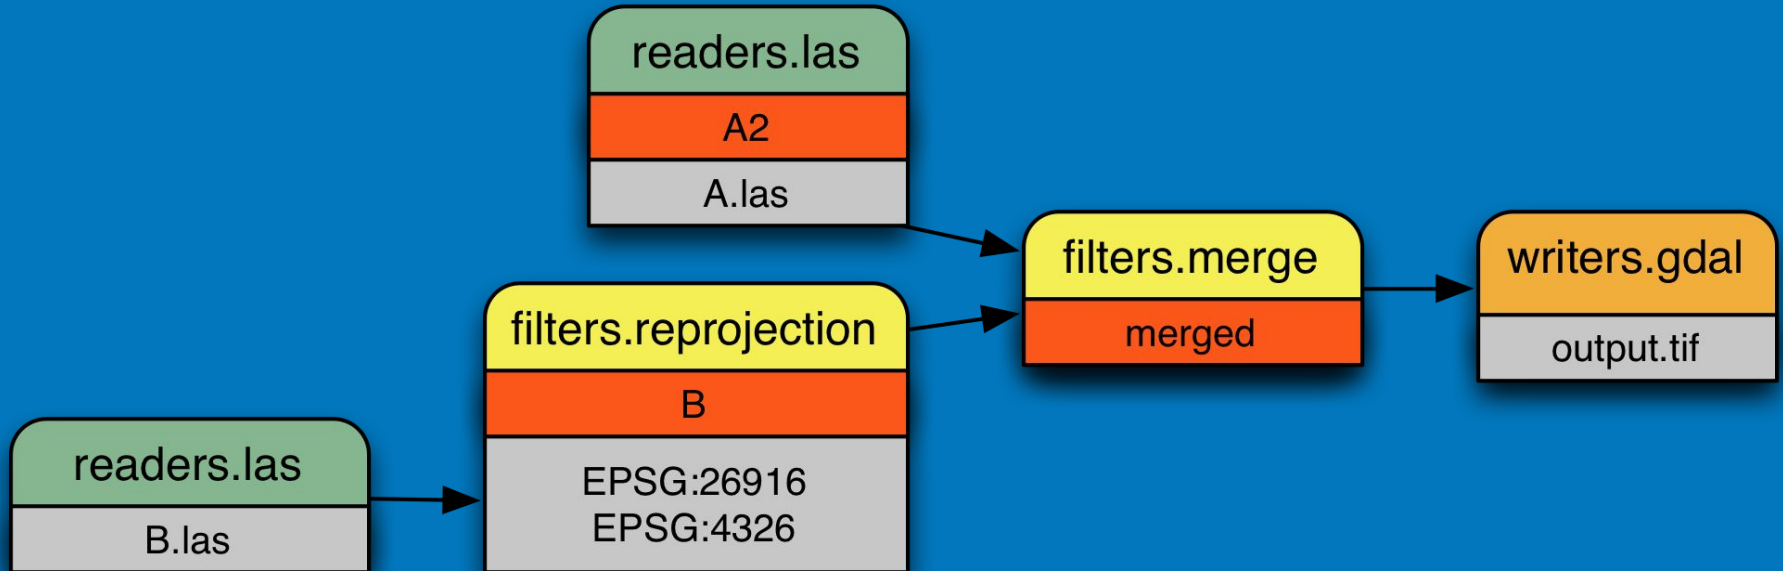 readers.las
A2
A.las
filters.merge
merged
writers.gdal
output.tif
filters.reprojection
B
EPSG:26916
EPSG:4326
readers.las
B.las